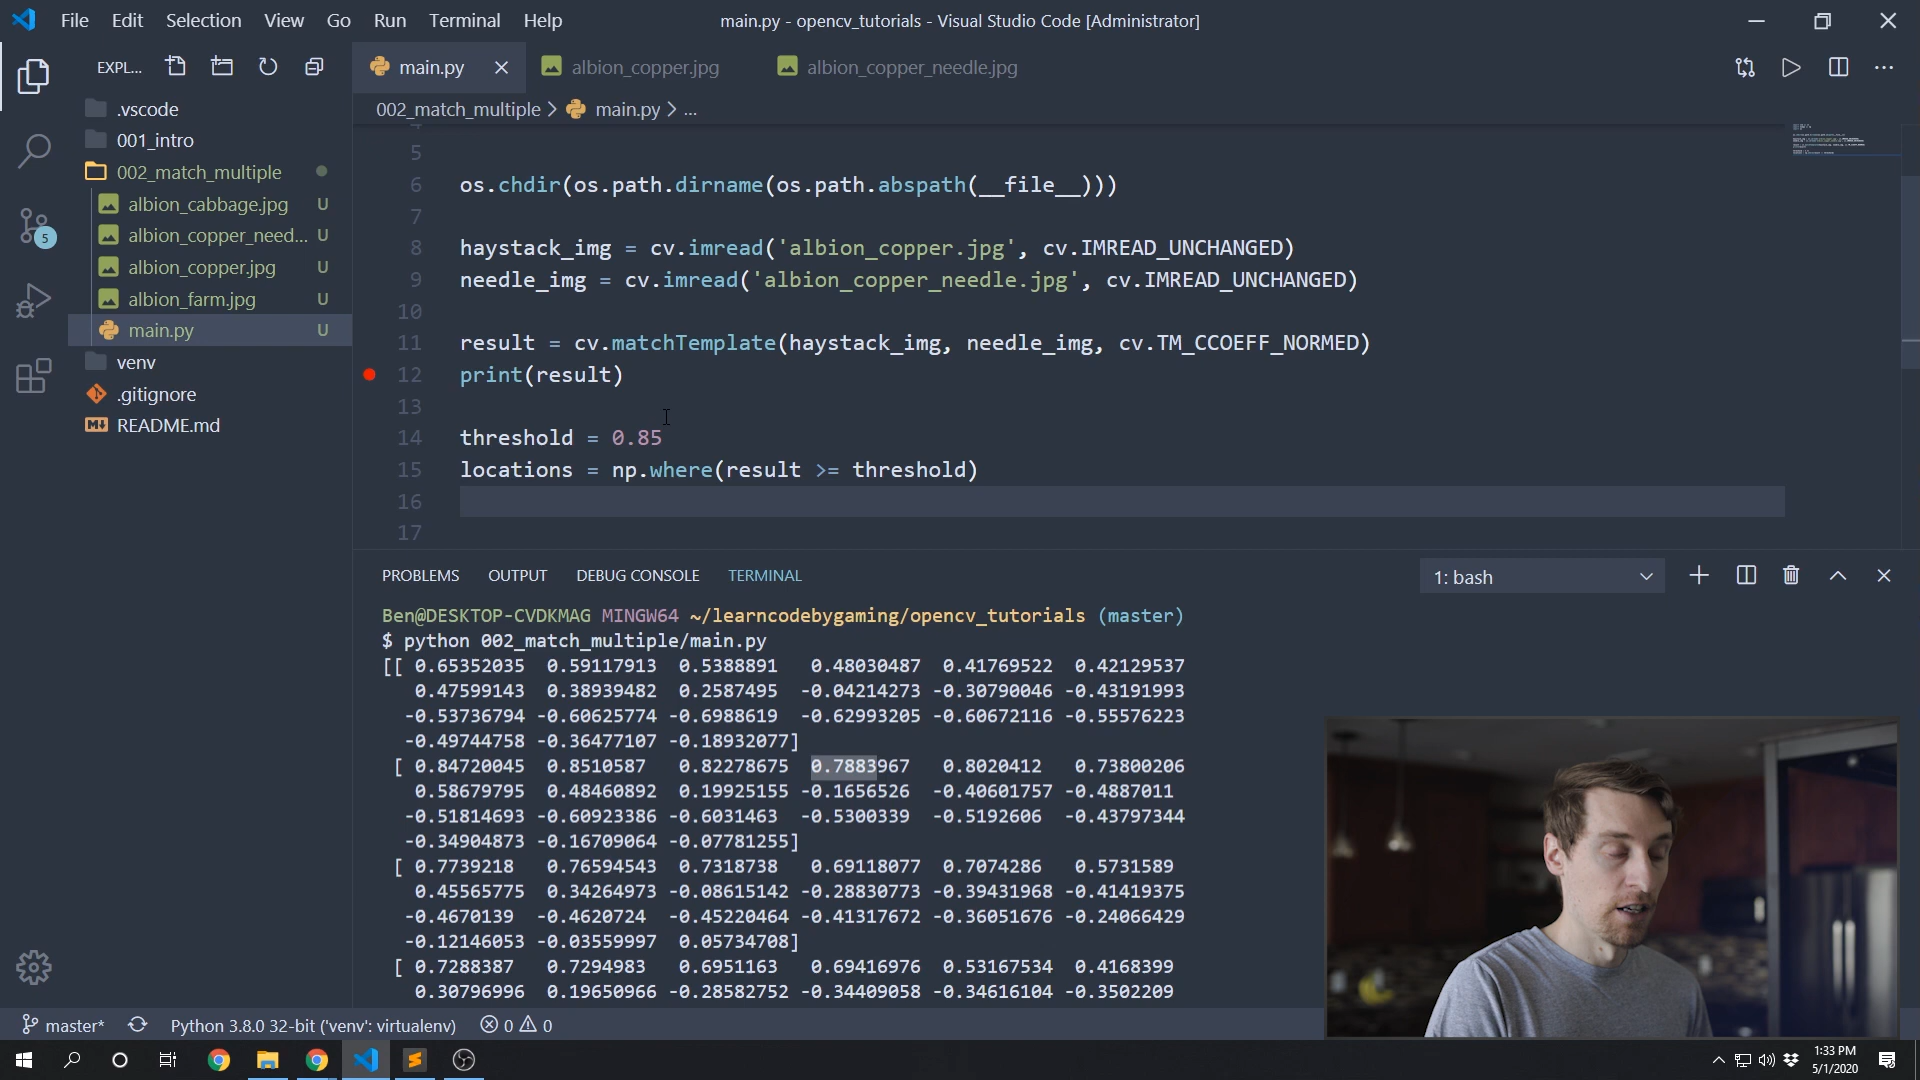 File Edit Selection View Go Run Terminal Help
main.py - opencv_tutorials - Visual Studio Code [Administrator]
EXPL...
main.py
albion_copper.jpg
albion_copper_needle.jpg
002_match_multiple > main.py > ...
.vscode
001_intro
002_match_multiple
albion_cabbage.jpg U
albion_copper_need... U
albion_copper.jpg U
albion_farm.jpg U
main.py U
venv
.gitignore
README.md
5
5
6 os.chdir(os.path.dirname(os.path.abspath(__file__)))
7
8 haystack_img = cv.imread('albion_copper.jpg', cv.IMREAD_UNCHANGED)
9 needle_img = cv.imread('albion_copper_needle.jpg', cv.IMREAD_UNCHANGED)
10
11 result = cv.matchTemplate(haystack_img, needle_img, cv.TM_CCOEFF_NORMED)
12 print(result)
13
14 threshold = 0.85
15 locations = np.where(result >= threshold)
16
17
PROBLEMS OUTPUT DEBUG CONSOLE TERMINAL
1: bash
Ben@DESKTOP-CVDKMAG MINGW64 ~/learncodebygaming/opencv_tutorials (master)
$ python 002_match_multiple/main.py
[[ 0.65352035 0.59117913 0.5388891 0.48030487 0.41769522 0.42129537
0.47599143 0.38939482 0.2587495 -0.04214273 -0.30790046 -0.43191993
-0.53736794 -0.60625774 -0.6988619 -0.62993205 -0.60672116 -0.55576223
-0.49744758 -0.36477107 -0.18932077]
[ 0.84720045 0.8510587 0.82278675 0.7883967 0.8020412 0.73800206
0.58679795 0.48460892 0.19925155 -0.1656526 -0.40601757 -0.4887011
-0.51814693 -0.60923386 -0.6031463 -0.5300339 -0.5192606 -0.43797344
-0.34904873 -0.16709064 -0.07781255]
[ 0.7739218 0.76594543 0.7318738 0.69118077 0.7074286 0.5731589
0.45565775 0.34264973 -0.08615142 -0.28830773 -0.39431968 -0.41419375
-0.4670139 -0.4620724 -0.45220464 -0.41317672 -0.36051676 -0.24066429
-0.12146053 -0.03559997 0.05734708]
[ 0.7288387 0.7294983 0.6951163 0.69416976 0.53167534 0.4168399
0.30796996 0.19650966 -0.28582752 -0.34409058 -0.34616104 -0.3502209
master* Python 3.8.0 32-bit ('venv': virtualenv) 0 0
1:33 PM
5/1/2020